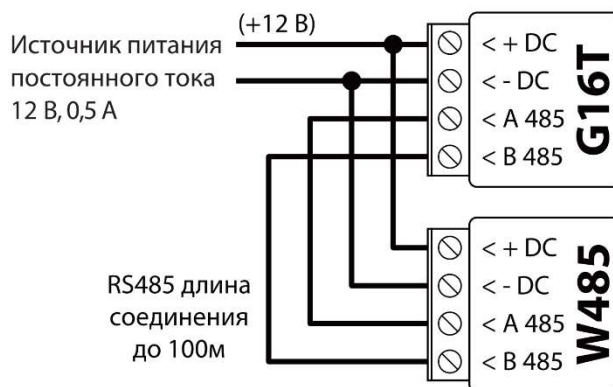 (+12 В)
Источник питания
постоянного тока
12 В, 0,5 А
< + DC
< - DC
< A 485
< B 485
G16T
RS485 длина
соединения
до 100м
< + DC
< - DC
< A 485
< B 485
W485